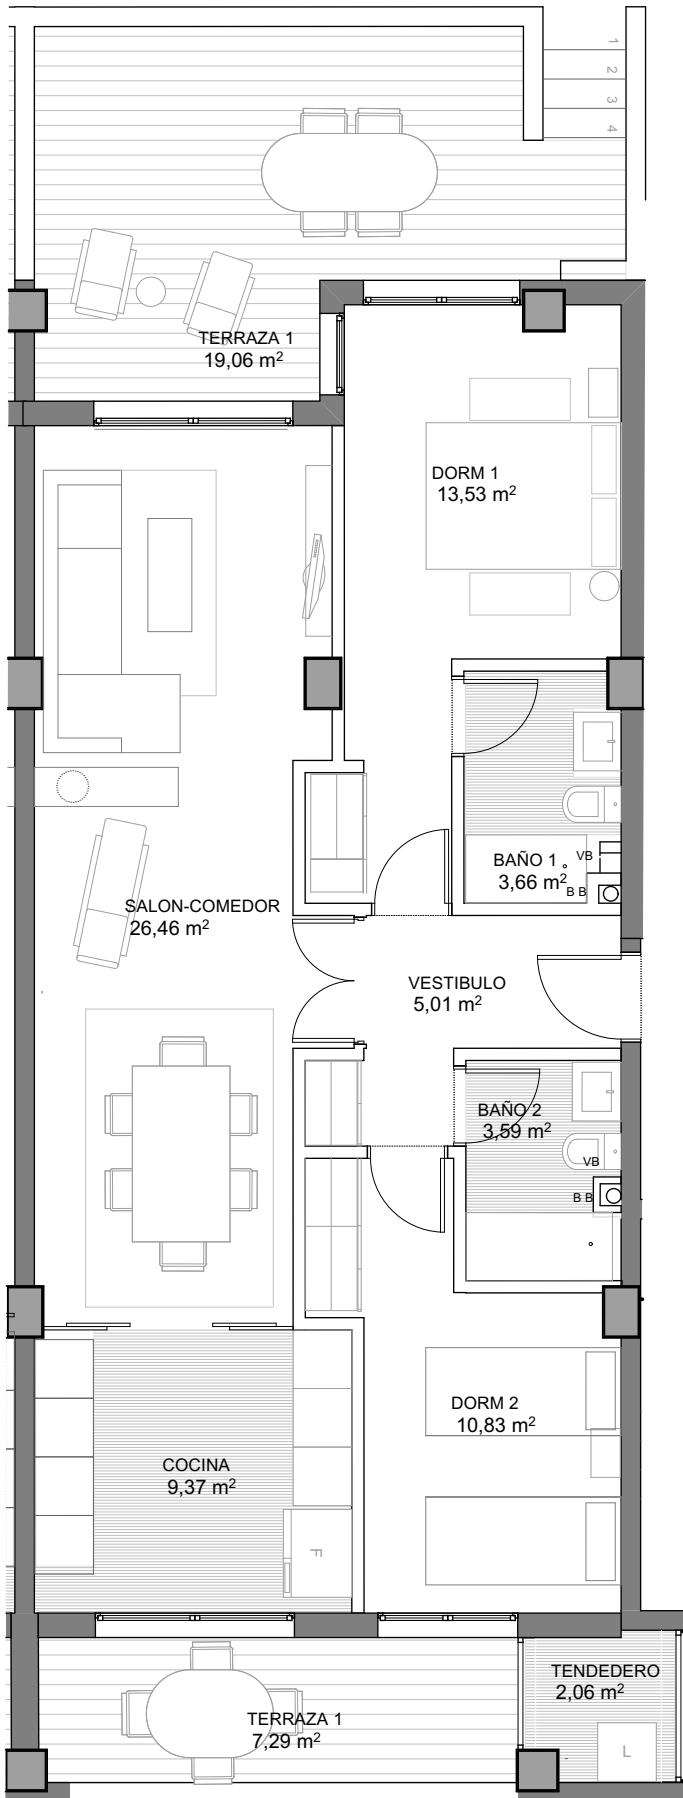 1
2
3
4
TERRAZA 1
19,06 m²
DORM 1
13,53 m²
BAÑO 1
3,66 m²
VB
B B
SALON-COMEDOR
26,46 m²
VESTIBULO
5,01 m²
BAÑO 2
3,59 m²
VB
B B
DORM 2
10,83 m²
COCINA
9,37 m²
F
TENDEDERO
2,06 m²
TERRAZA 1
7,29 m²
L